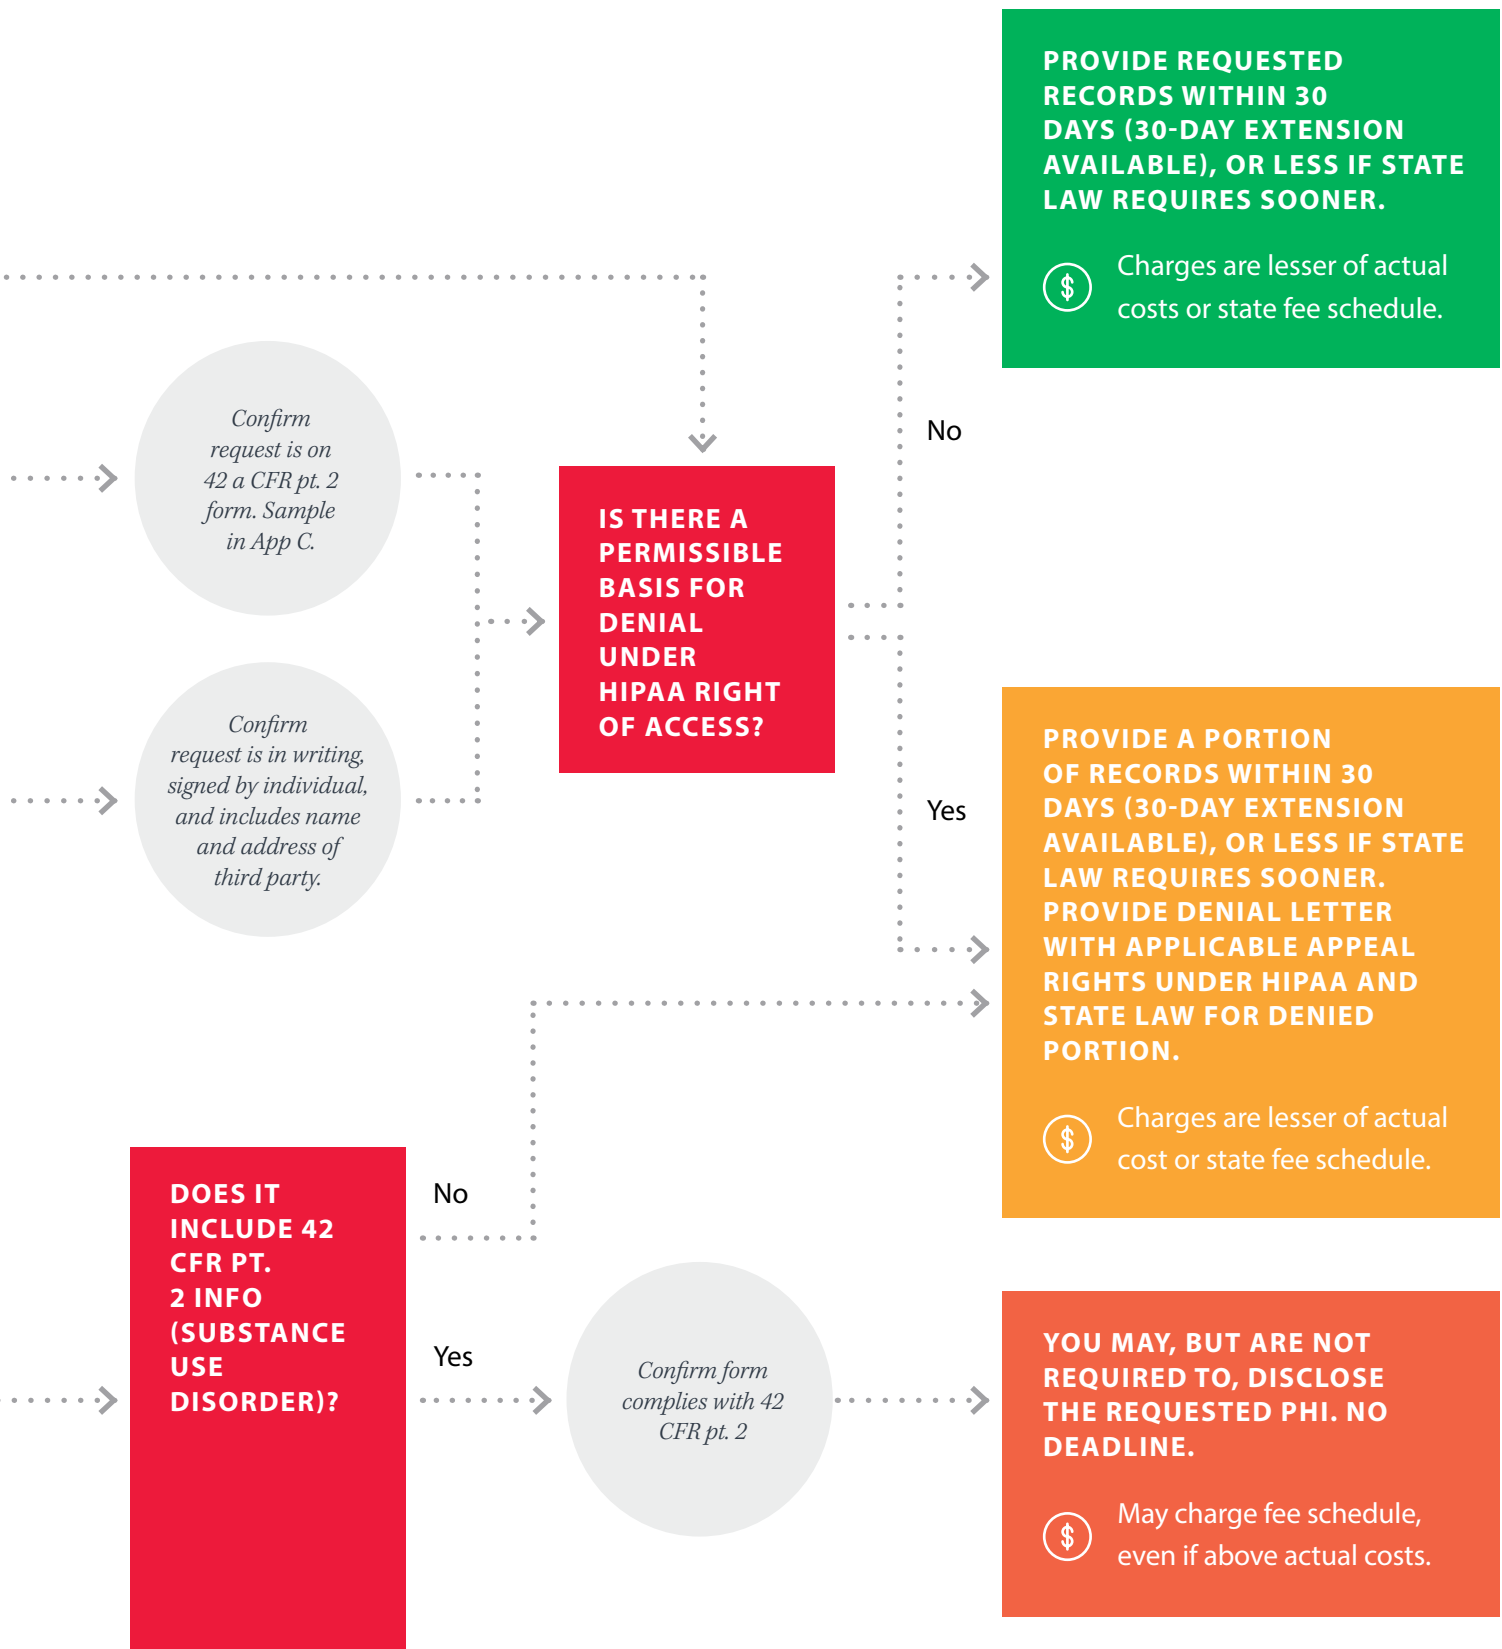 PROVIDE REQUESTED
RECORDS WITHIN 30
DAYS (30-DAY EXTENSION
AVAILABLE), OR LESS IF STATE
LAW REQUIRES SOONER.
Charges are lesser of actual
costs or state fee schedule.
Confirm
request is on
42 a CFR pt. 2
form. Sample
in App C.
No
IS THERE A
PERMISSIBLE
BASIS FOR
DENIAL
UNDER
HIPAA RIGHT
OF ACCESS?
Confirm
request is in writing,
signed by individual,
and includes name
and address of
third party.
Yes
PROVIDE A PORTION
OF RECORDS WITHIN 30
DAYS (30-DAY EXTENSION
AVAILABLE), OR LESS IF STATE
LAW REQUIRES SOONER.
PROVIDE DENIAL LETTER
WITH APPLICABLE APPEAL
RIGHTS UNDER HIPAA AND
STATE LAW FOR DENIED
PORTION.
Charges are lesser of actual
cost or state fee schedule.
DOES IT
INCLUDE 42
CFR PT.
2 INFO
(SUBSTANCE
USE
DISORDER)?
No
Yes
Confirm form
complies with 42
CFR pt. 2
YOU MAY, BUT ARE NOT
REQUIRED TO, DISCLOSE
THE REQUESTED PHI. NO
DEADLINE.
May charge fee schedule,
even if above actual costs.